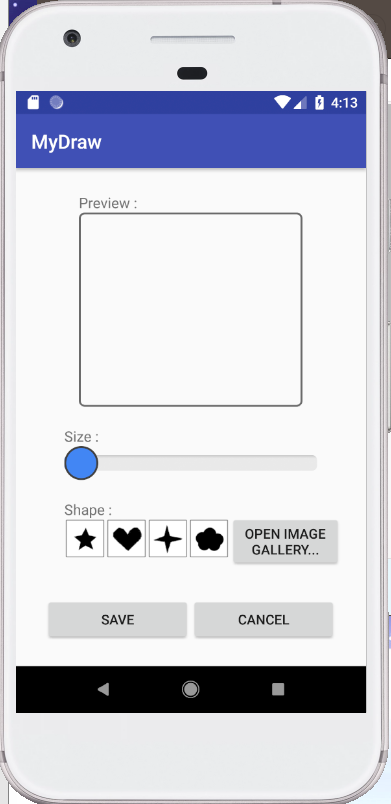 4:13
MyDraw
Preview :
Size :
Shape :
OPEN IMAGE
GALLERY...
SAVE
CANCEL